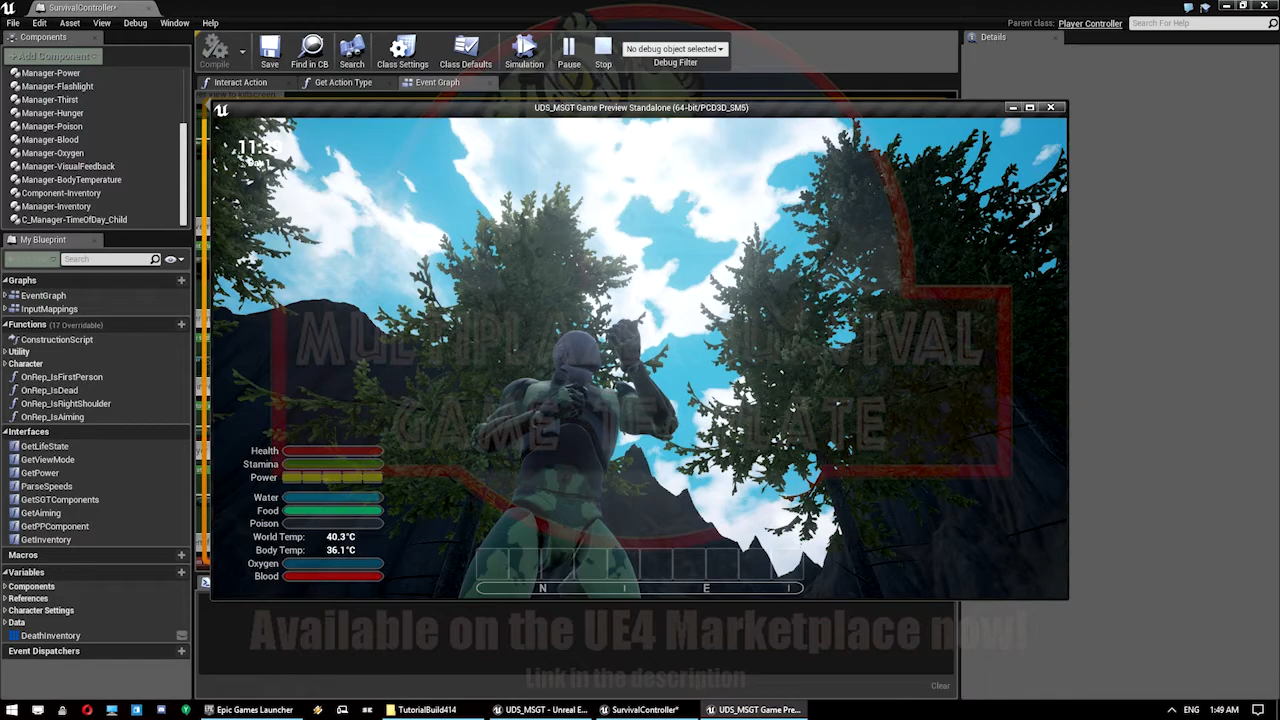 SurvivalController*
File Edit Asset View Debug Window Help
Parent class: Player Controller
Search For Help
Components
+Add Component
Manager-Power
Manager-Flashlight
Manager-Thirst
Manager-Hunger
Manager-Poison
Manager-Blood
Manager-Oxygen
Manager-VisualFeedback
Manager-BodyTemperature
Component-Inventory
Manager-Inventory
C_Manager-TimeOfDay_Child
My Blueprint
Search
Graphs
EventGraph
InputMappings
Functions (17 Overridable)
ConstructionScript
Utility
Character
OnRep_IsFirstPerson
OnRep_IsDead
OnRep_IsRightShoulder
OnRep_IsAiming
Interfaces
GetLifeState
GetViewMode
GetPower
ParseSpeeds
GetSGTComponents
GetAiming
GetPPComponent
GetInventory
Macros
Variables
Components
References
Character Settings
Data
DeathInventory
Event Dispatchers
Compile
Save
Find in CB
Search
Class Settings
Class Defaults
Simulation
Pause
Stop
No debug object selected
Debug Filter
Details
Interact Action
Get Action Type
Event Graph
UDS_MSGT Game Preview Standalone (64-bit/PCD3D_SM5)
Day 1
Health
Stamina
Power
Water
Food
Poison
World Temp: 40.3°C
Body Temp: 36.1°C
Oxygen
Blood
N E
GAME TEMPLATE
Available on the UE4 Marketplace now!
Link in the description
Clear
Epic Games Launcher
TutorialBuild414
UDS_MSGT - Unreal E...
SurvivalController*
UDS_MSGT Game Pre...
ENG
1:49 AM